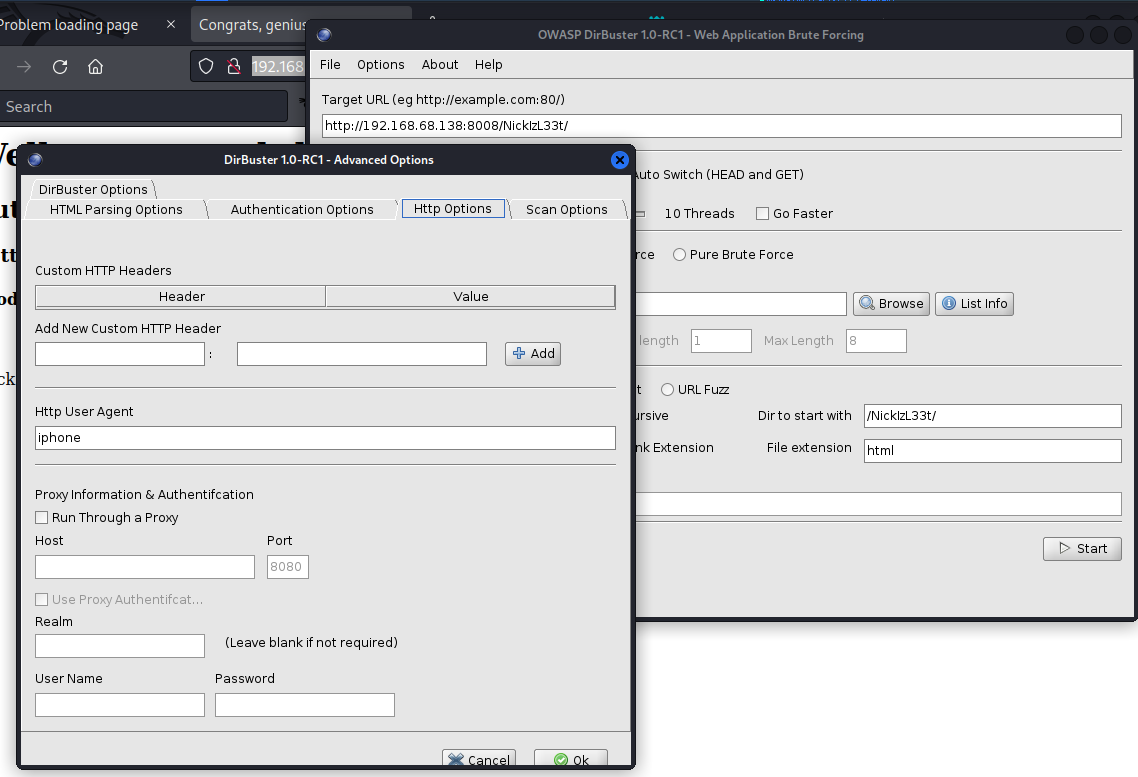 Problem loading page
Congrats, genius
192.168
Search
OWASP DirBuster 1.0-RC1 - Web Application Brute Forcing
File Options About Help
Target URL (eg http://example.com:80/)
http://192.168.68.138:8008/NickIzL33t/
Auto Switch (HEAD and GET)
10 Threads Go Faster
rce Pure Brute Force
Browse List Info
length 1 Max Length 8
t URL Fuzz
ursive Dir to start with /NickIzL33t/
nk Extension File extension html
Start
DirBuster 1.0-RC1 - Advanced Options
DirBuster Options
HTML Parsing Options Authentication Options Http Options Scan Options
Custom HTTP Headers
Header Value
Add New Custom HTTP Header
: Add
Http User Agent
iphone
Proxy Information & Authentifcation
Run Through a Proxy
Host Port
8080
Use Proxy Authentifcat...
Realm
(Leave blank if not required)
User Name Password
Cancel Ok